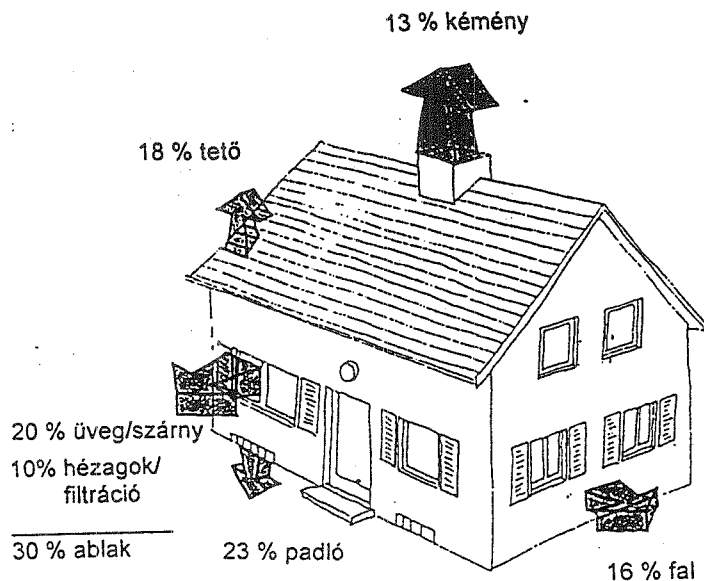 13 % kémény
18 % tető
20 % üveg/szárny
10% hézagok/
filtráció
30 % ablak
23 % padló
16 % fal